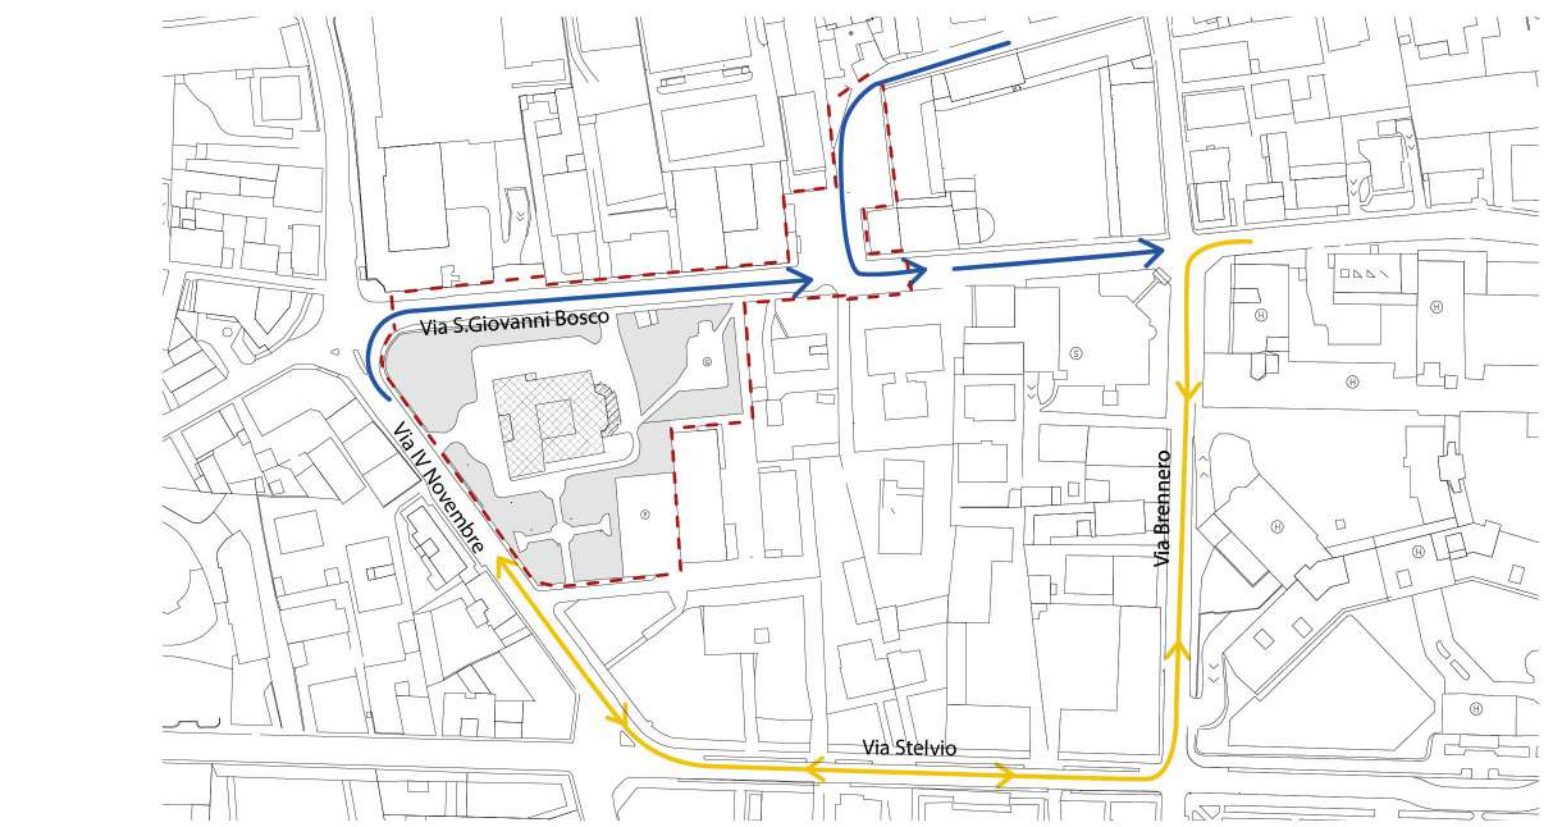 Via S.Giovanni Bosco
G
H
H
S
H
Via IV Novembre
Via Brennero
F
H
H
H
Via Stelvio